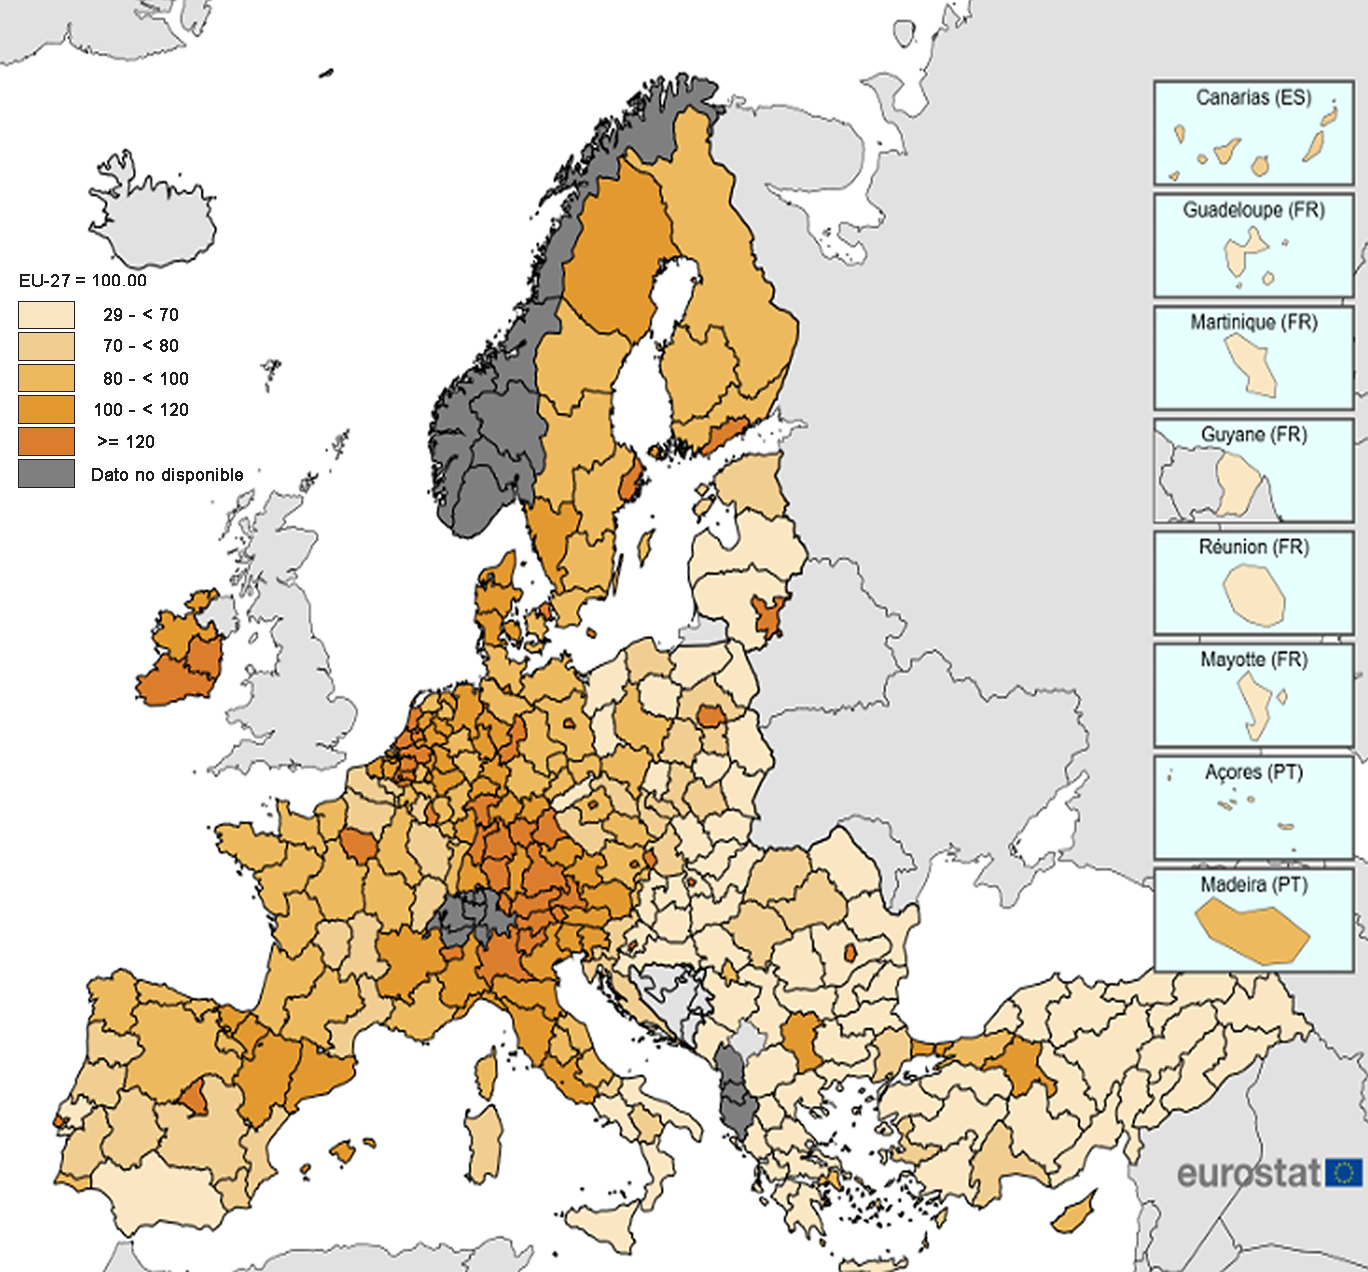 EU-27 = 100.00
29 - < 70
70 - < 80
80 - < 100
100 - < 120
>= 120
Dato no disponible
Canarias (ES)
Guadeloupe (FR)
Martinique (FR)
Guyane (FR)
Réunion (FR)
Mayotte (FR)
Açores (PT)
Madeira (PT)
eurostat